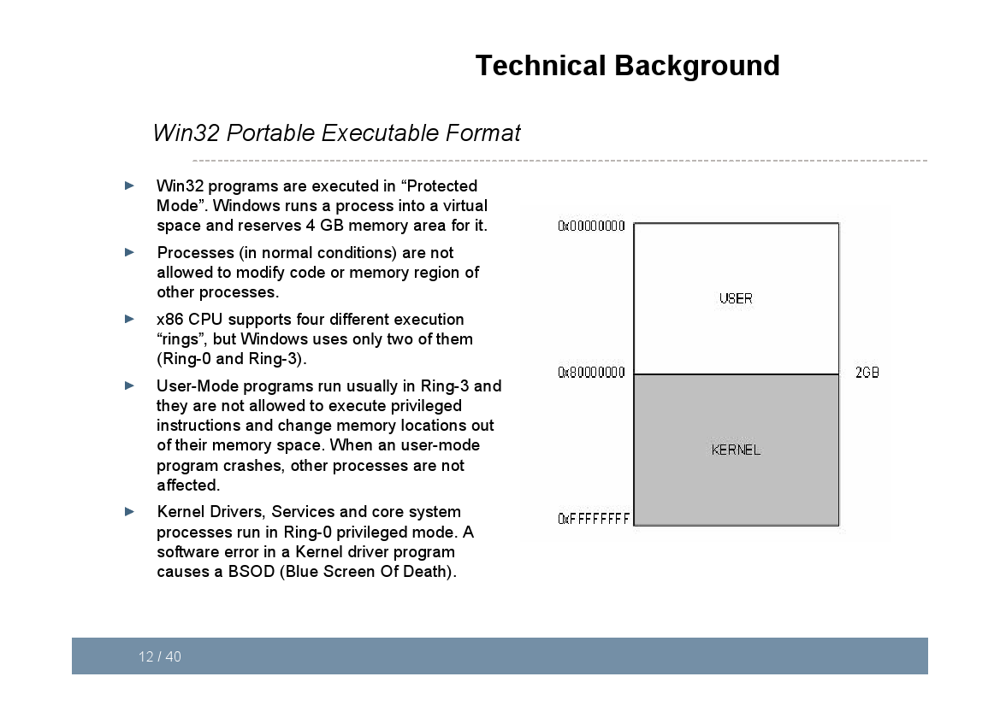 Technical Background
Win32 Portable Executable Format
► Win32 programs are executed in “Protected
Mode”. Windows runs a process into a virtual
space and reserves 4 GB memory area for it.
► Processes (in normal conditions) are not
allowed to modify code or memory region of
other processes.
► x86 CPU supports four different execution
“rings”, but Windows uses only two of them
(Ring-0 and Ring-3).
► User-Mode programs run usually in Ring-3 and
they are not allowed to execute privileged
instructions and change memory locations out
of their memory space. When an user-mode
program crashes, other processes are not
affected.
► Kernel Drivers, Services and core system
processes run in Ring-0 privileged mode. A
software error in a Kernel driver program
causes a BSOD (Blue Screen Of Death).
0x00000000
USER
0x80000000
2GB
KERNEL
0xFFFFFFFF
12 / 40